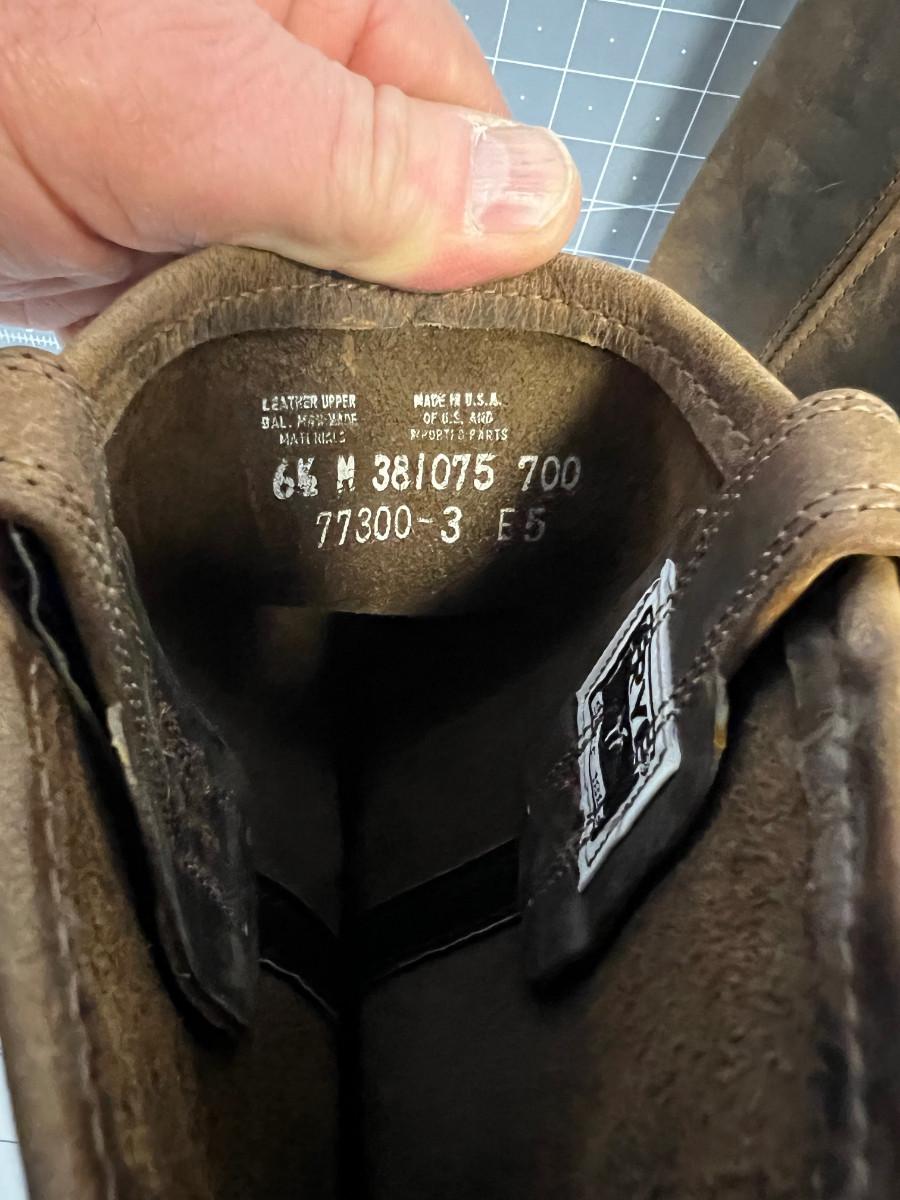 LEATHER UPPER
BAL. MAN-MADE
MATERIALS
MADE IN U.S.A.
OF U.S. AND
IMPORTED PARTS
6½ M 381075 700
77300-3 E5